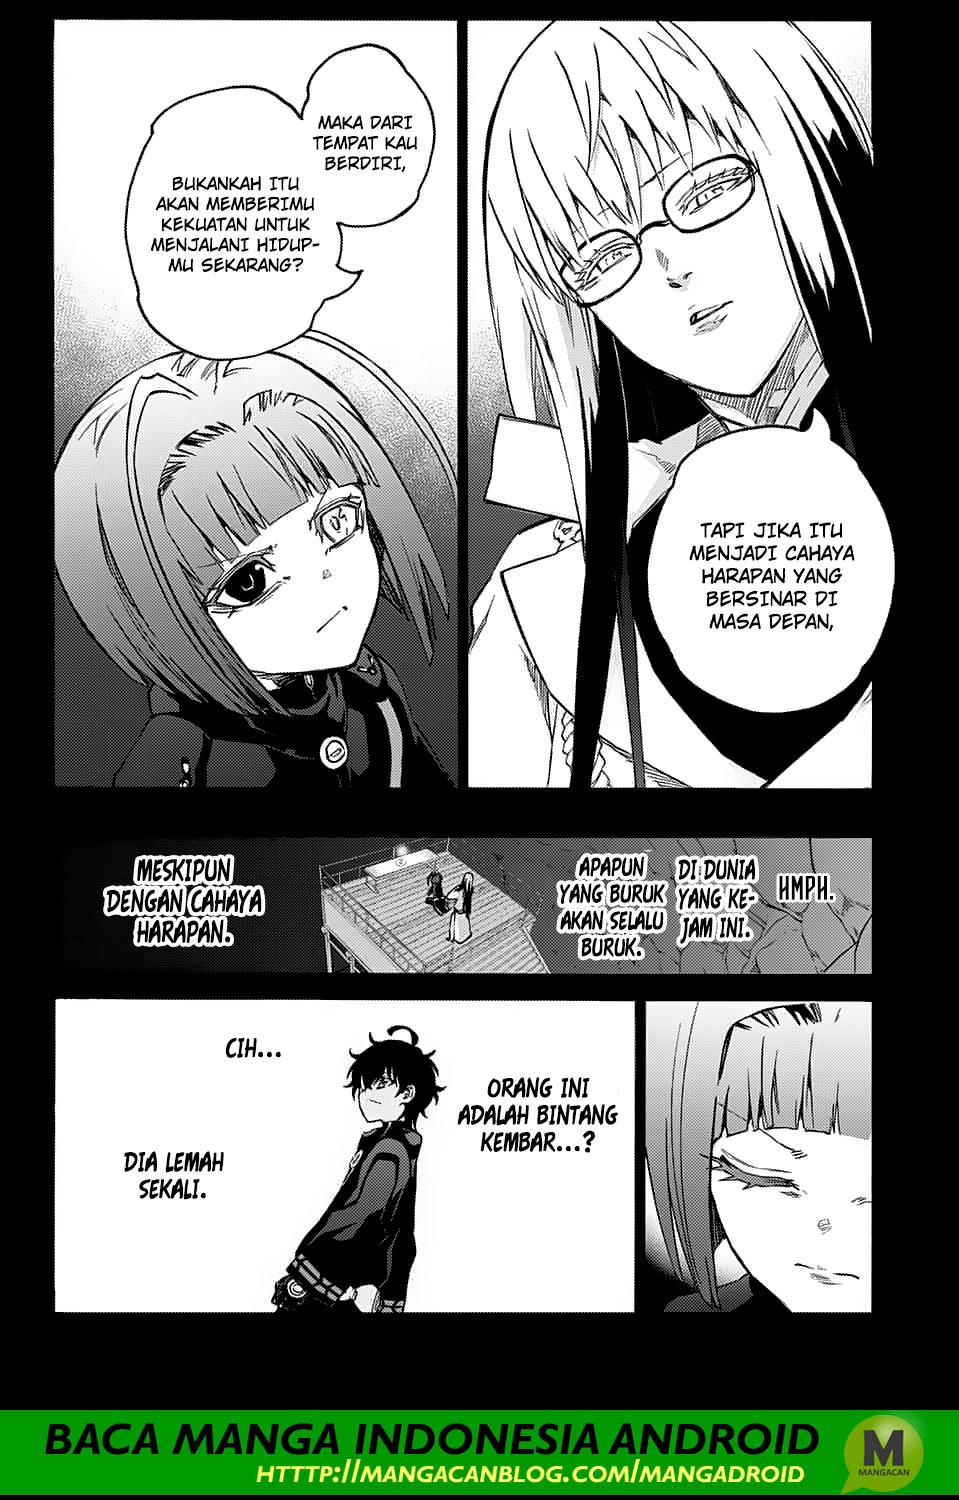 TAPI JIKA ITU
MENJADI CAHAYA
HARAPAN YANG
BERSINAR DI
MASA DEPAN,
MAKA DARI
TEMPAT KAU
BERDIRI,
BUKANKAH ITU
AKAN MEMBERIMU
KEKUATAN UNTUK
MENJALANI HIDUP-
MU SEKARANG?
HMPH.
DI DUNIA
YANG KE-
JAM INI.
APAPUN
YANG BURUK
AKAN SELALU
BURUK.
MESKIPUN
DENGAN CAHAYA
HARAPAN.
ORANG INI
ADALAH BINTANG
KEMBAR...?
CIH...
DIA LEMAH
SEKALI.
BACA MANGA INDONESIA ANDROID
HTTTP://MANGACANBLOG.COM/MANGADROID
M
MANGACAN